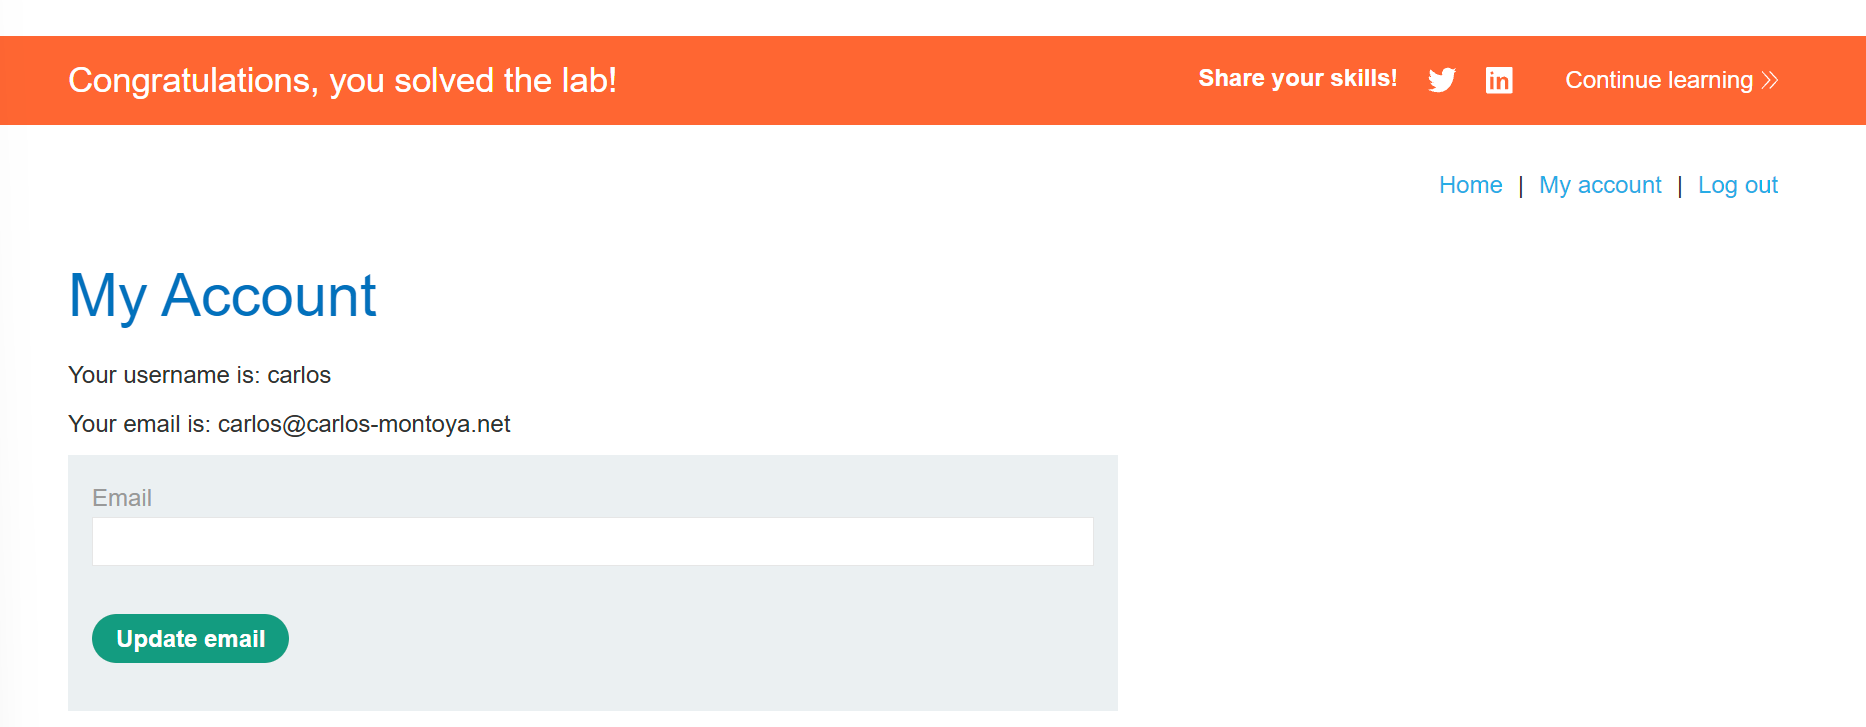 Congratulations, you solved the lab!
Share your skills! in Continue learning
Home | My account | Log out
My Account
Your username is: carlos
Your email is: carlos@carlos-montoya.net
Email
Update email